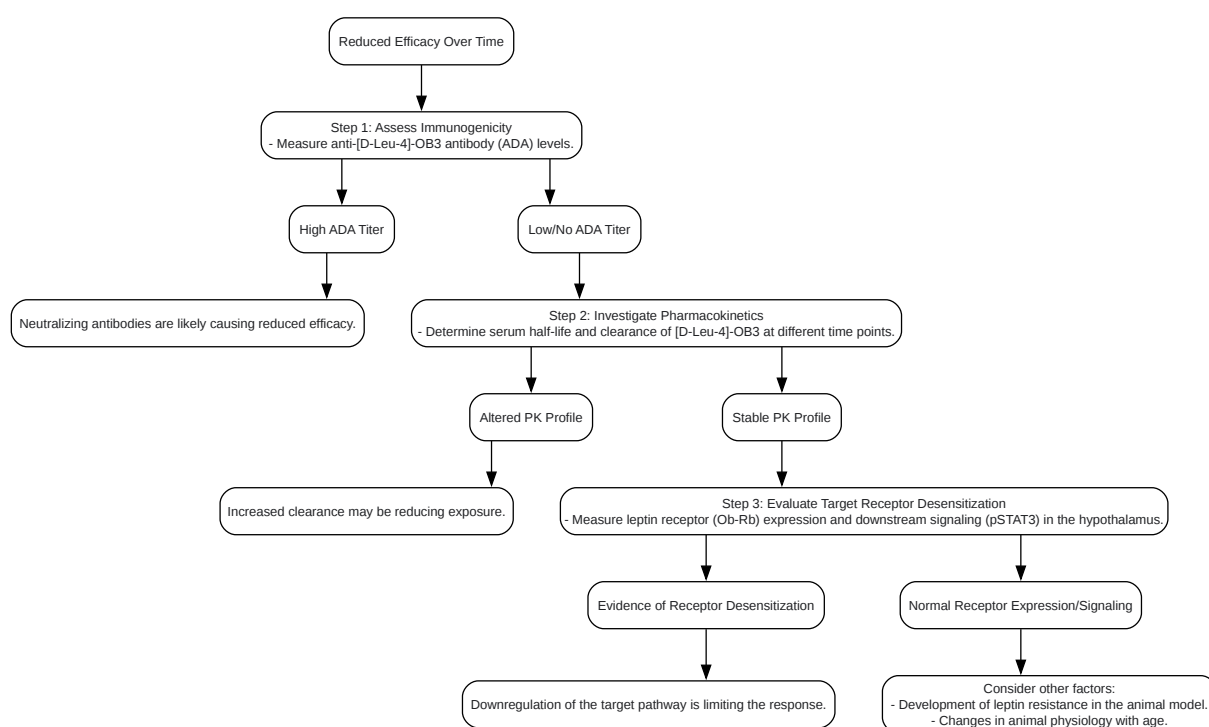 Reduced Efficacy Over Time
Step 1: Assess Immunogenicity
- Measure anti-[D-Leu-4]-OB3 antibody (ADA) levels.
High ADA Titer
Low/No ADA Titer
Neutralizing antibodies are likely causing reduced efficacy.
Step 2: Investigate Pharmacokinetics
- Determine serum half-life and clearance of [D-Leu-4]-OB3 at different time points.
Altered PK Profile
Stable PK Profile
Increased clearance may be reducing exposure.
Step 3: Evaluate Target Receptor Desensitization
- Measure leptin receptor (Ob-Rb) expression and downstream signaling (pSTAT3) in the hypothalamus.
Evidence of Receptor Desensitization
Normal Receptor Expression/Signaling
Downregulation of the target pathway is limiting the response.
Consider other factors:
- Development of leptin resistance in the animal model.
- Changes in animal physiology with age.